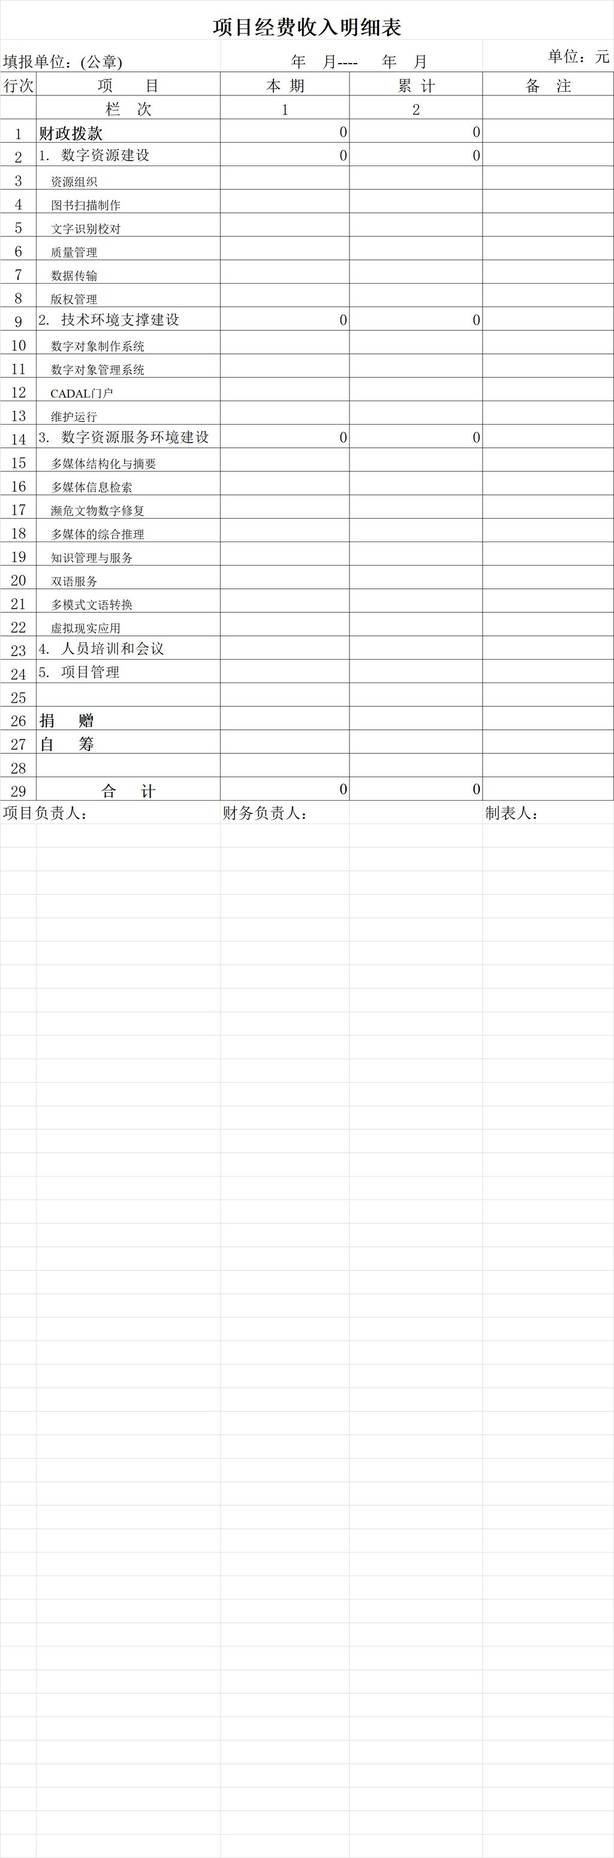 项目经费收入明细表
填报单位：(公章) 年 月---- 年 月 单位：元
行次 项 目 本 期 累 计 备 注
栏 次 1 2
1 财政拨款 0 0
2 1. 数字资源建设 0 0
3 资源组织
4 图书扫描制作
5 文字识别校对
6 质量管理
7 数据传输
8 版权管理
9 2. 技术环境支撑建设 0 0
10 数字对象制作系统
11 数字对象管理系统
12 CADAL门户
13 维护运行
14 3. 数字资源服务环境建设 0 0
15 多媒体结构化与摘要
16 多媒体信息检索
17 濒危文物数字修复
18 多媒体的综合推理
19 知识管理与服务
20 双语服务
21 多模式文语转换
22 虚拟现实应用
23 4. 人员培训和会议
24 5. 项目管理
25
26 捐 赠
27 自 筹
28
29 合 计 0 0
项目负责人： 财务负责人： 制表人：